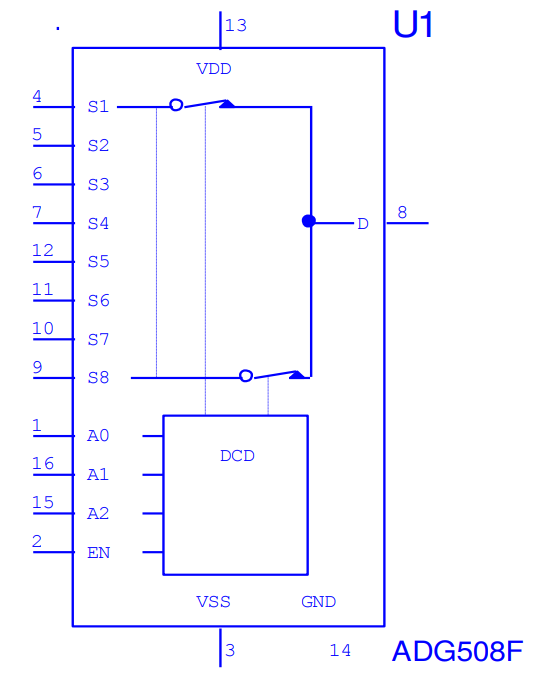 13
U1
VDD
4 S1
5 S2
6 S3
7 S4 D 8
12 S5
11 S6
10 S7
9 S8
1 A0
DCD
16 A1
15 A2
2 EN
VSS GND
3 14 ADG508F